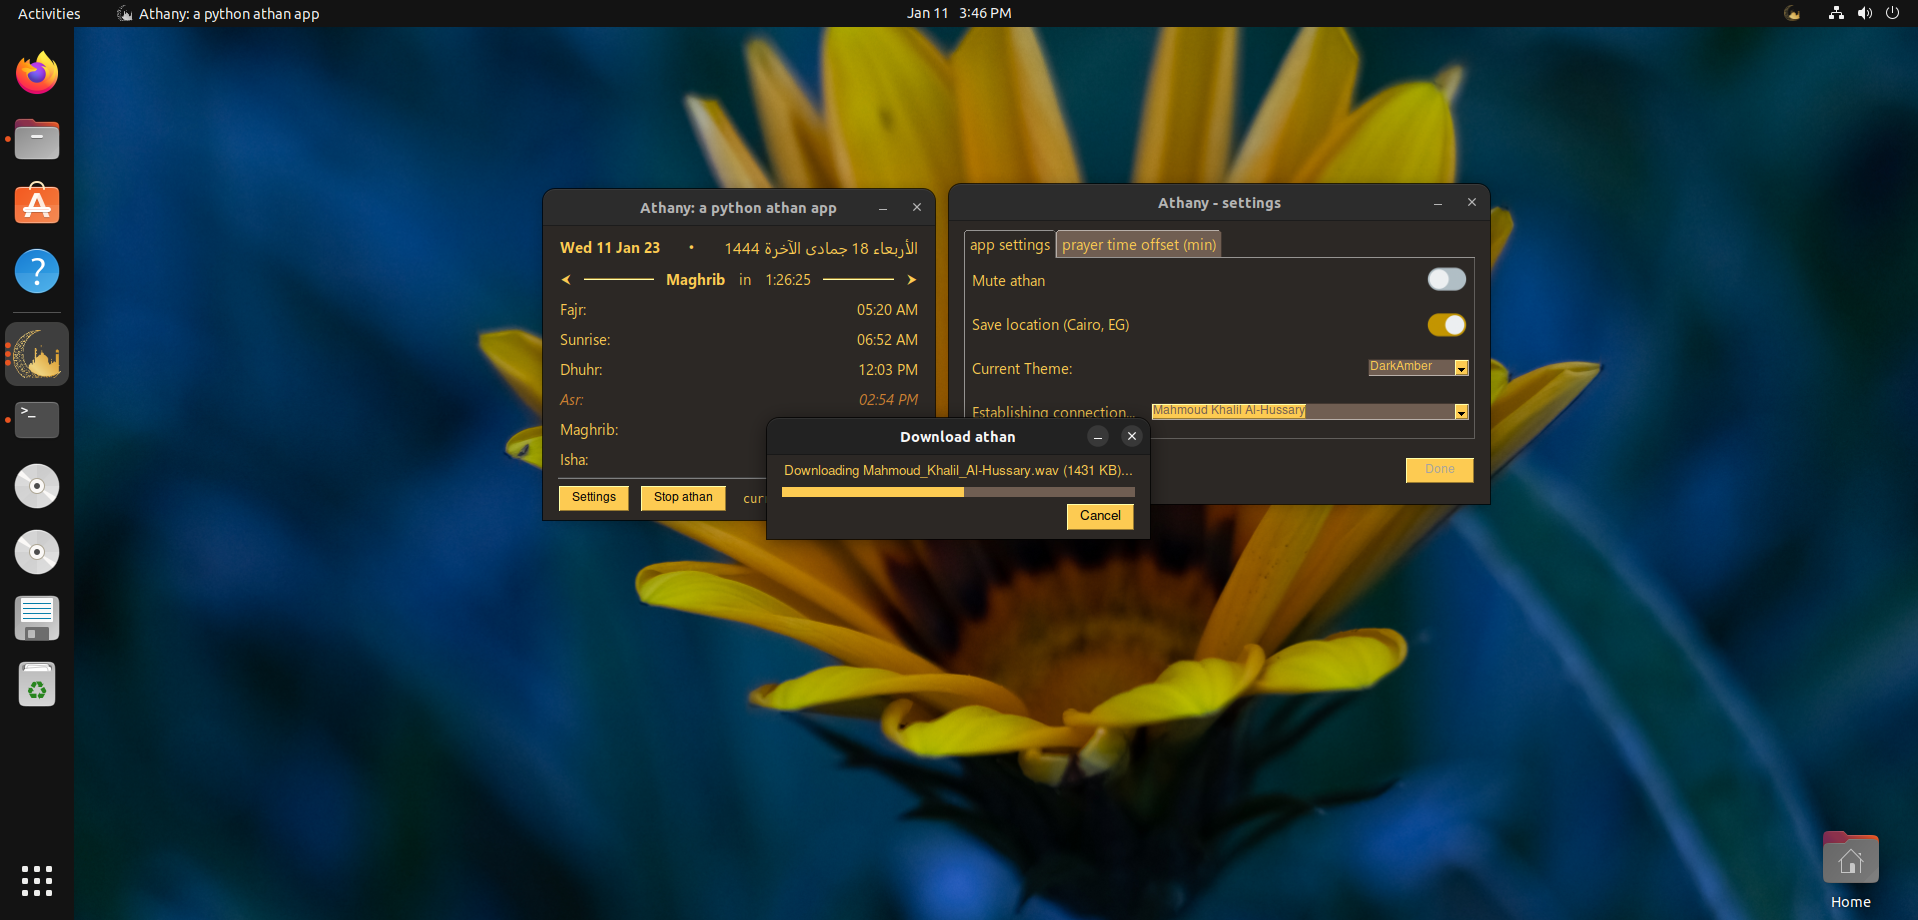 Activities
Athany: a python athan app
Jan 11 3:46 PM
Athany: a python athan app
Wed 11 Jan 23 • الأربعاء 18 جمادى الآخرة 1444
Maghrib in 1:26:25
Fajr: 05:20 AM
Sunrise: 06:52 AM
Dhuhr: 12:03 PM
Asr: 02:54 PM
Maghrib:
Isha:
Settings
Stop athan
Athany - settings
app settings
prayer time offset (min)
Mute athan
Save location (Cairo, EG)
Current Theme: DarkAmber
Establishing connection... Mahmoud Khalil Al-Hussary
Done
Download athan
Downloading Mahmoud_Khalil_Al-Hussary.wav (1431 KB)...
Cancel
Home